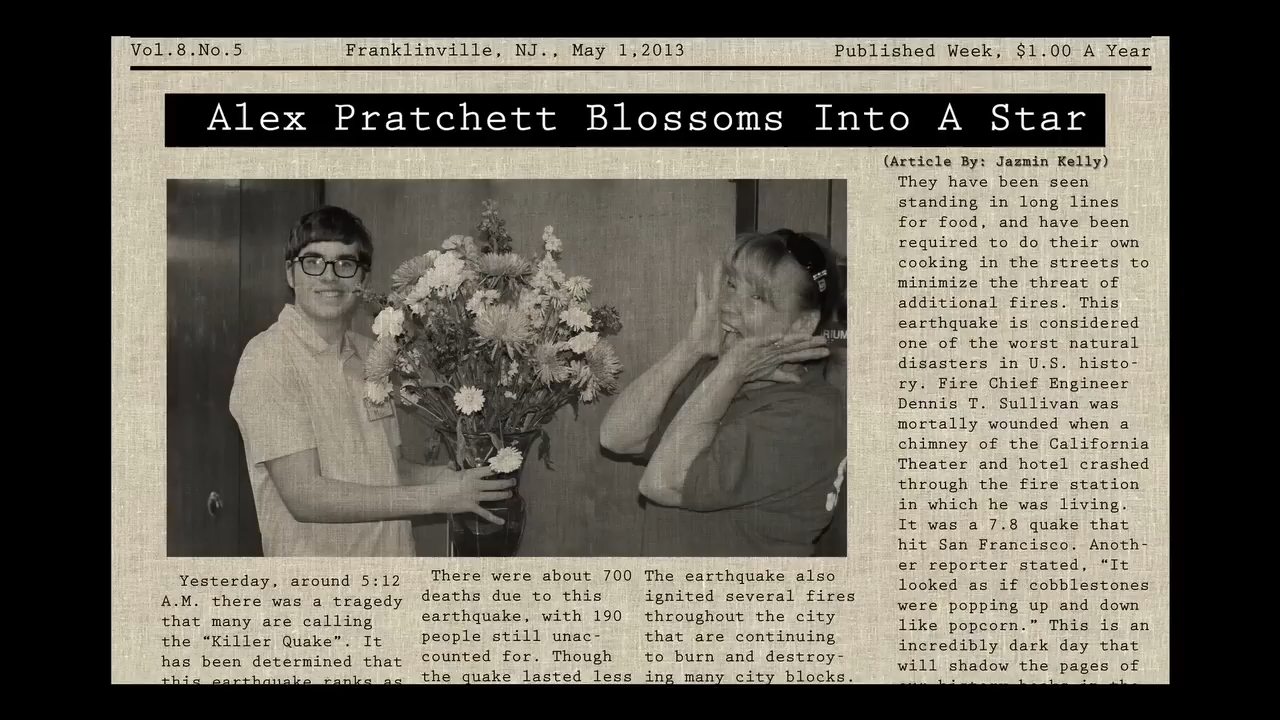 Vol.8.No.5 Franklinville, NJ., May 1,2013 Published Week, $1.00 A Year
Alex Pratchett Blossoms Into A Star
(Article By: Jazmin Kelly)
RIUM
Yesterday, around 5:12
A.M. there was a tragedy
that many are calling
the “Killer Quake”. It
has been determined that
this earthquake ranks as
There were about 700
deaths due to this
earthquake, with 190
people still unac-
counted for. Though
the quake lasted less
The earthquake also
ignited several fires
throughout the city
that are continuing
to burn and destroy-
ing many city blocks.
They have been seen
standing in long lines
for food, and have been
required to do their own
cooking in the streets to
minimize the threat of
additional fires. This
earthquake is considered
one of the worst natural
disasters in U.S. histo-
ry. Fire Chief Engineer
Dennis T. Sullivan was
mortally wounded when a
chimney of the California
Theater and hotel crashed
through the fire station
in which he was living.
It was a 7.8 quake that
hit San Francisco. Anoth-
er reporter stated, “It
looked as if cobblestones
were popping up and down
like popcorn.” This is an
incredibly dark day that
will shadow the pages of